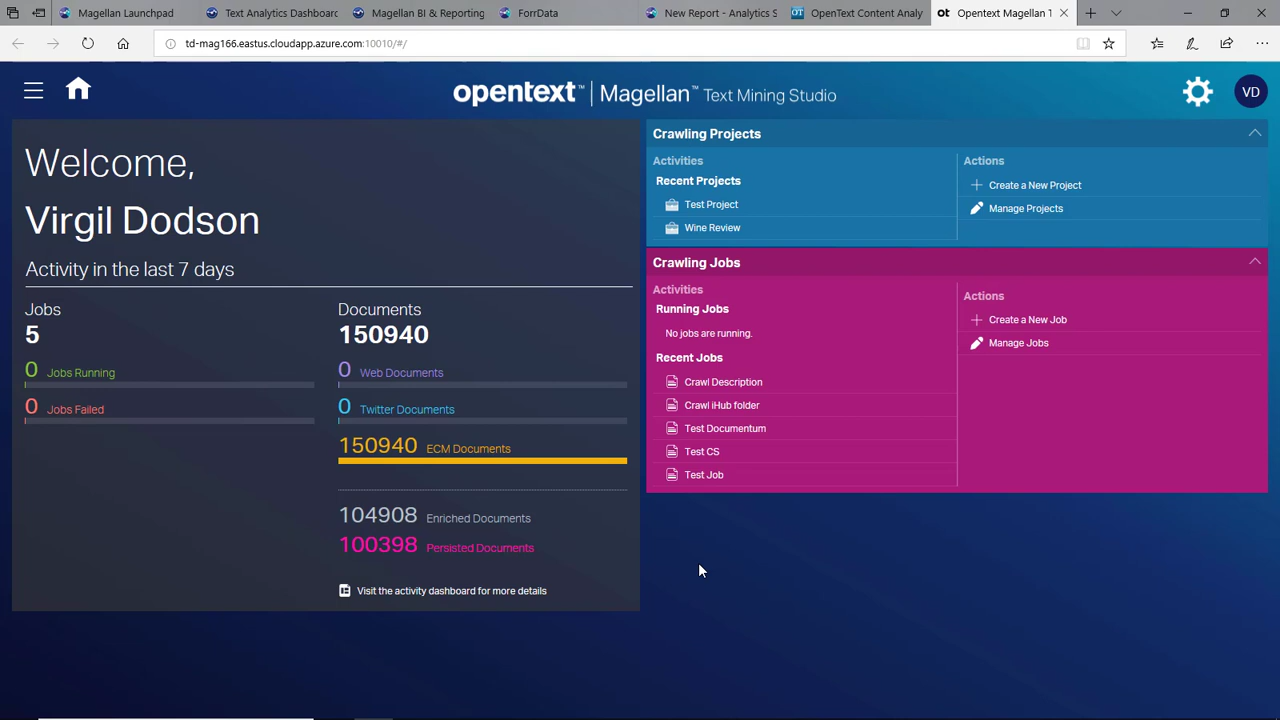 Magellan Launchpad
Text Analytics Dashboard
Magellan BI & Reporting
ForrData
New Report - Analytics S
OpenText Content Analy
Opentext Magellan T
td-mag166.eastus.cloudapp.azure.com:10010/#/
opentext™ | Magellan™ Text Mining Studio
VD
Welcome,
Virgil Dodson
Activity in the last 7 days
Jobs
5
0 Jobs Running
0 Jobs Failed
Documents
150940
0 Web Documents
0 Twitter Documents
150940 ECM Documents
104908 Enriched Documents
100398 Persisted Documents
Visit the activity dashboard for more details
Crawling Projects
Activities
Recent Projects
Test Project
Wine Review
Actions
Create a New Project
Manage Projects
Crawling Jobs
Activities
Running Jobs
No jobs are running.
Recent Jobs
Crawl Description
Crawl iHub folder
Test Documentum
Test CS
Test Job
Actions
Create a New Job
Manage Jobs